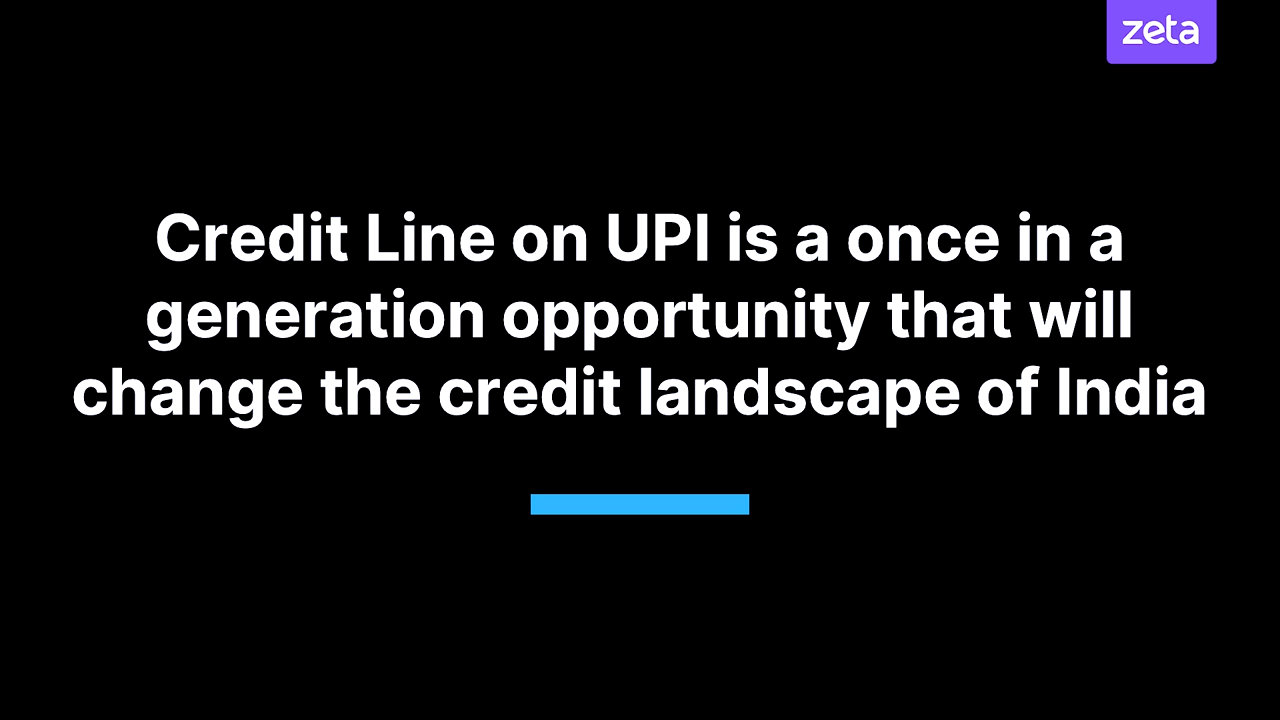 zeta
Credit Line on UPI is a once in a
generation opportunity that will
change the credit landscape of India